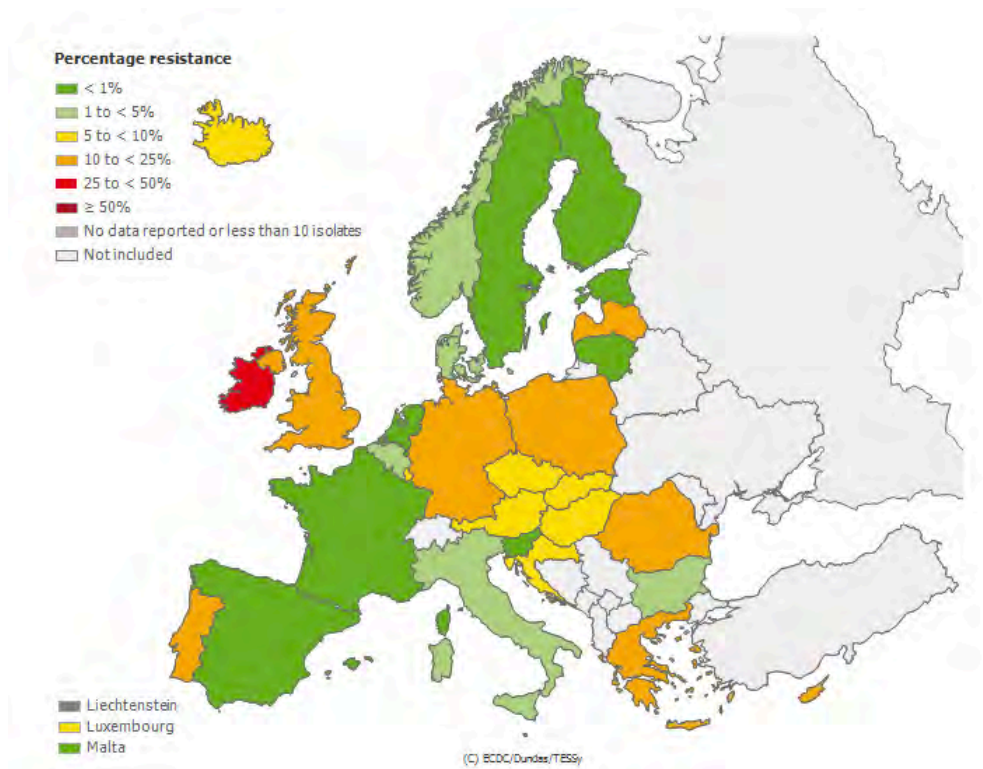 Percentage resistance
< 1%
1 to < 5%
5 to < 10%
10 to < 25%
25 to < 50%
≥ 50%
No data reported or less than 10 isolates
Not included
Liechtenstein
Luxembourg
Malta
(C) ECDC/Dundas/TESSy